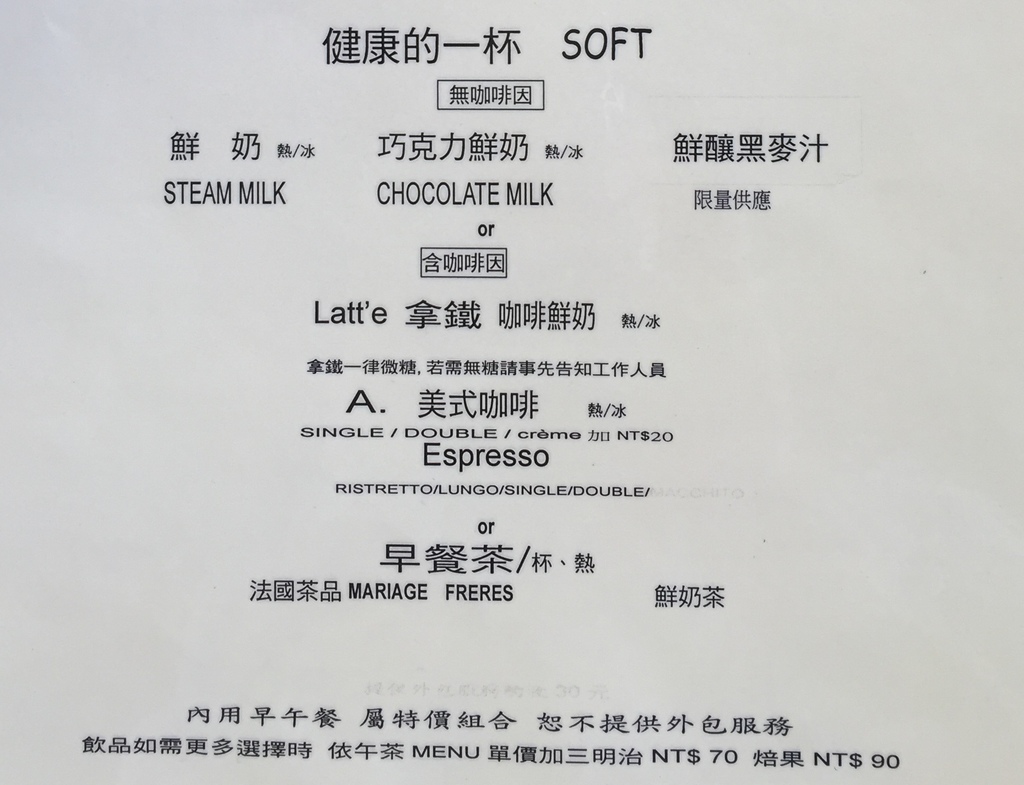 健康的一杯 SOFT
無咖啡因
鮮 奶 熱/冰 巧克力鮮奶 熱/冰 鮮釀黑麥汁
STEAM MILK CHOCOLATE MILK 限量供應
or
含咖啡因
Latt'e 拿鐵 咖啡鮮奶 熱/冰
拿鐵一律微糖,若需無糖請事先告知工作人員
A. 美式咖啡 熱/冰
SINGLE / DOUBLE / crème 加 NT$20
Espresso
RISTRETTO/LUNGO/SINGLE/DOUBLE/
or
早餐茶/杯、熱
法國茶品 MARIAGE FRERES 鮮奶茶
內用早午餐 屬特價組合 恕不提供外包服務
飲品如需更多選擇時 依午茶 MENU 單價加三明治 NT$ 70 焙果 NT$ 90